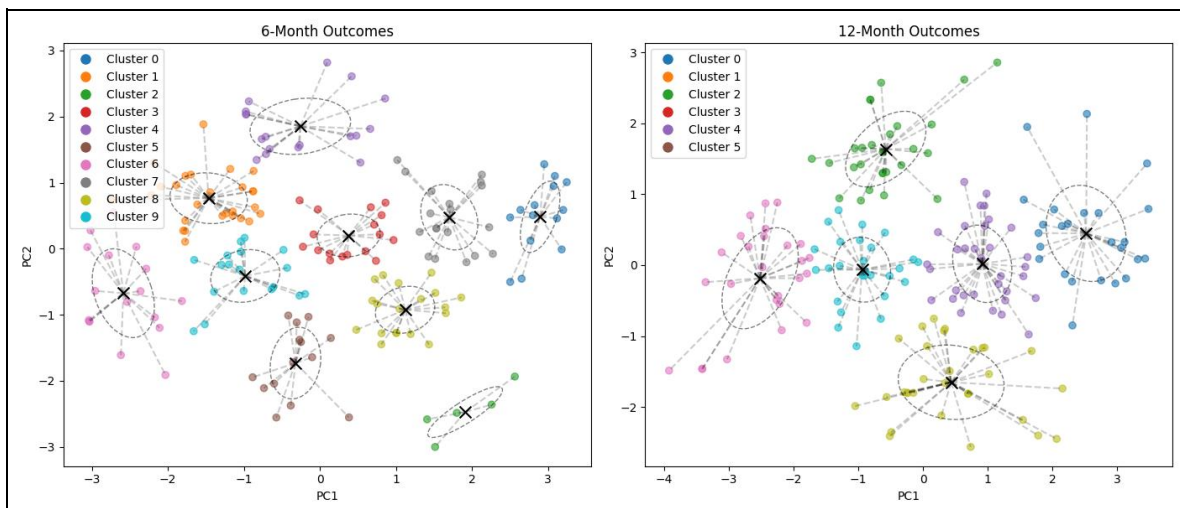 6-Month Outcomes
3
2
1
0
−1
−2
−3
PC2
Cluster 0
Cluster 1
Cluster 2
Cluster 3
Cluster 4
Cluster 5
Cluster 6
Cluster 7
Cluster 8
Cluster 9
−3
−2
−1
0
1
2
3
PC1
12-Month Outcomes
3
2
1
0
−1
−2
PC2
Cluster 0
Cluster 1
Cluster 2
Cluster 3
Cluster 4
Cluster 5
−4
−3
−2
−1
0
1
2
3
PC1